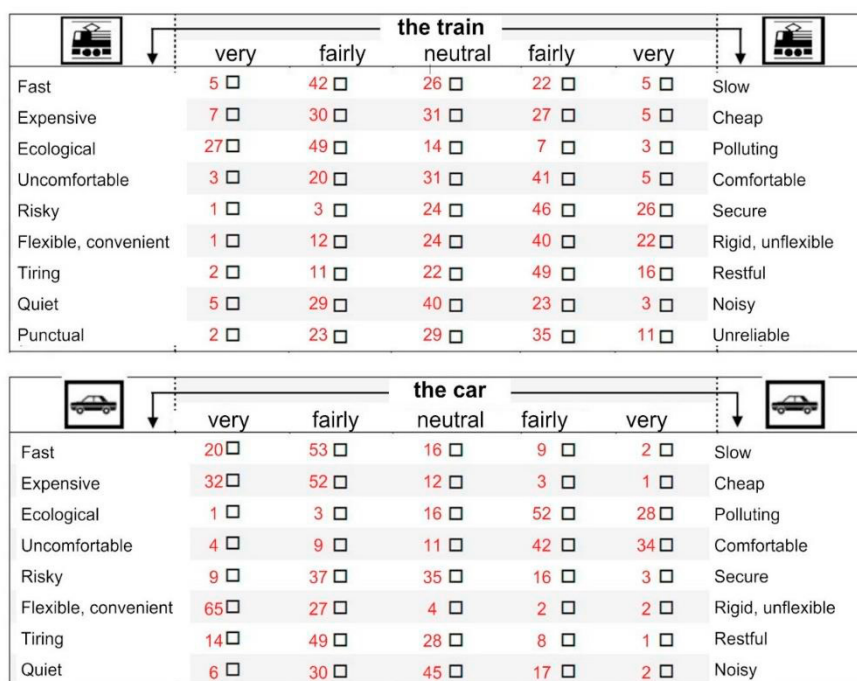 the train
very fairly neutral fairly very
Fast 5 42 26 22 5 Slow
Expensive 7 30 31 27 5 Cheap
Ecological 27 49 14 7 3 Polluting
Uncomfortable 3 20 31 41 5 Comfortable
Risky 1 3 24 46 26 Secure
Flexible, convenient 1 12 24 40 22 Rigid, unflexible
Tiring 2 11 22 49 16 Restful
Quiet 5 29 40 23 3 Noisy
Punctual 2 23 29 35 11 Unreliable
the car
very fairly neutral fairly very
Fast 20 53 16 9 2 Slow
Expensive 32 52 12 3 1 Cheap
Ecological 1 3 16 52 28 Polluting
Uncomfortable 4 9 11 42 34 Comfortable
Risky 9 37 35 16 3 Secure
Flexible, convenient 65 27 4 2 2 Rigid, unflexible
Tiring 14 49 28 8 1 Restful
Quiet 6 30 45 17 2 Noisy